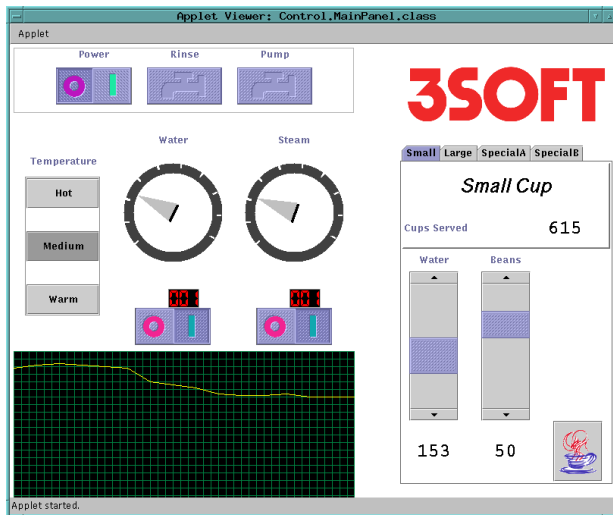 Applet Viewer: Control.MainPanel.class
Applet
Power Rinse Pump
3SOFT
Water Steam
Temperature
Hot
Medium
Warm
001 001
Small Large SpecialA SpecialB
Small Cup
Cups Served 615
Water Beans
153 50
Applet started.